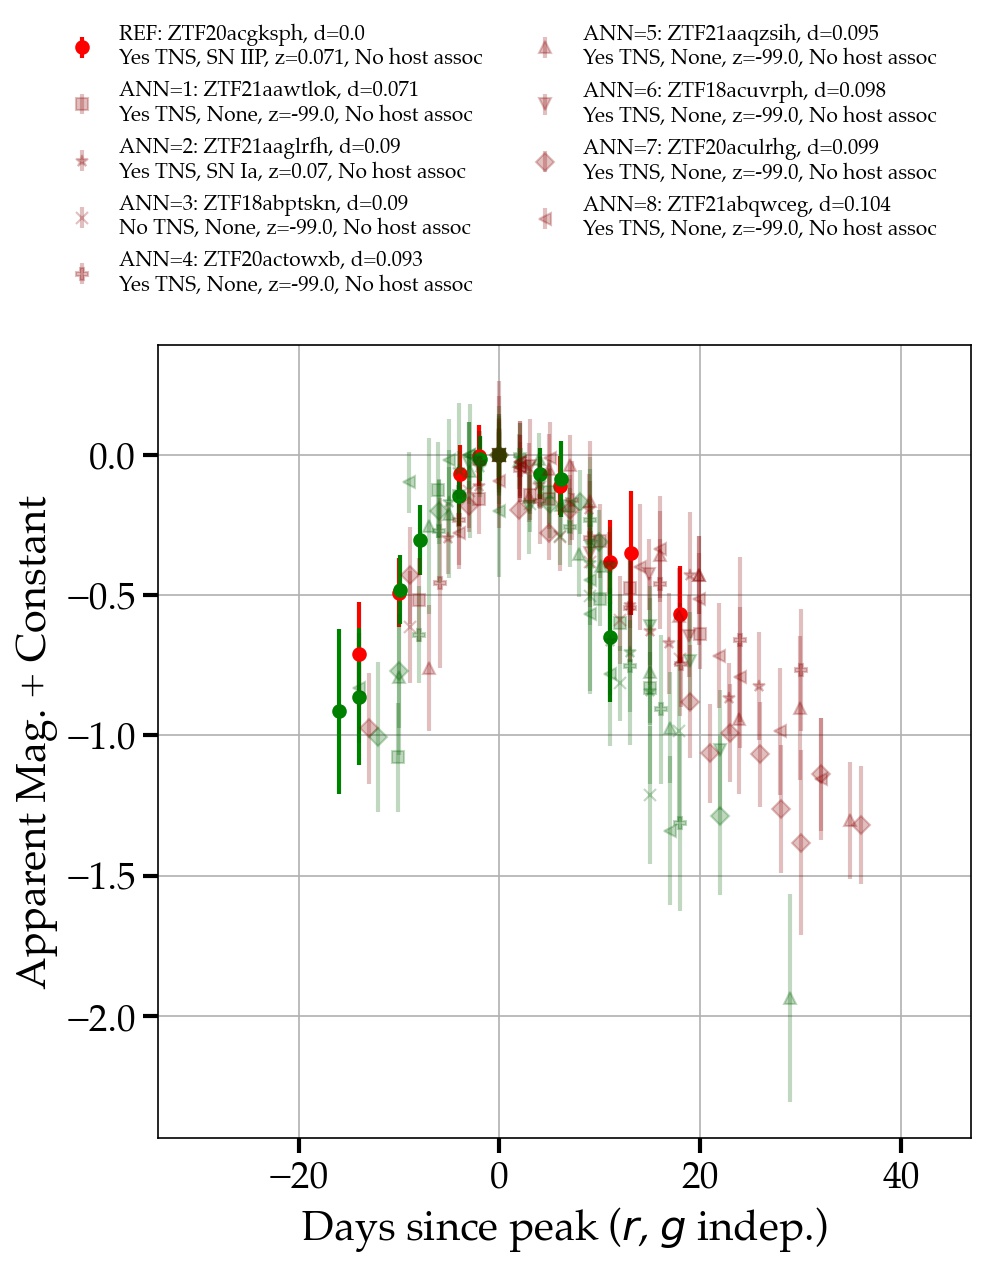 REF: ZTF20acgksph, d=0.0
Yes TNS, SN IIP, z=0.071, No host assoc
ANN=1: ZTF21aawtlok, d=0.071
Yes TNS, None, z=-99.0, No host assoc
ANN=2: ZTF21aaglrfh, d=0.09
Yes TNS, SN Ia, z=0.07, No host assoc
ANN=3: ZTF18abptskn, d=0.09
No TNS, None, z=-99.0, No host assoc
ANN=4: ZTF20actowxb, d=0.093
Yes TNS, None, z=-99.0, No host assoc
ANN=5: ZTF21aaqzsih, d=0.095
Yes TNS, None, z=-99.0, No host assoc
ANN=6: ZTF18acuvrph, d=0.098
Yes TNS, None, z=-99.0, No host assoc
ANN=7: ZTF20aculrhg, d=0.099
Yes TNS, None, z=-99.0, No host assoc
ANN=8: ZTF21abqwceg, d=0.104
Yes TNS, None, z=-99.0, No host assoc
Apparent Mag. + Constant
0.0
−0.5
−1.0
−1.5
−2.0
−20 0 20 40
Days since peak (r, g indep.)